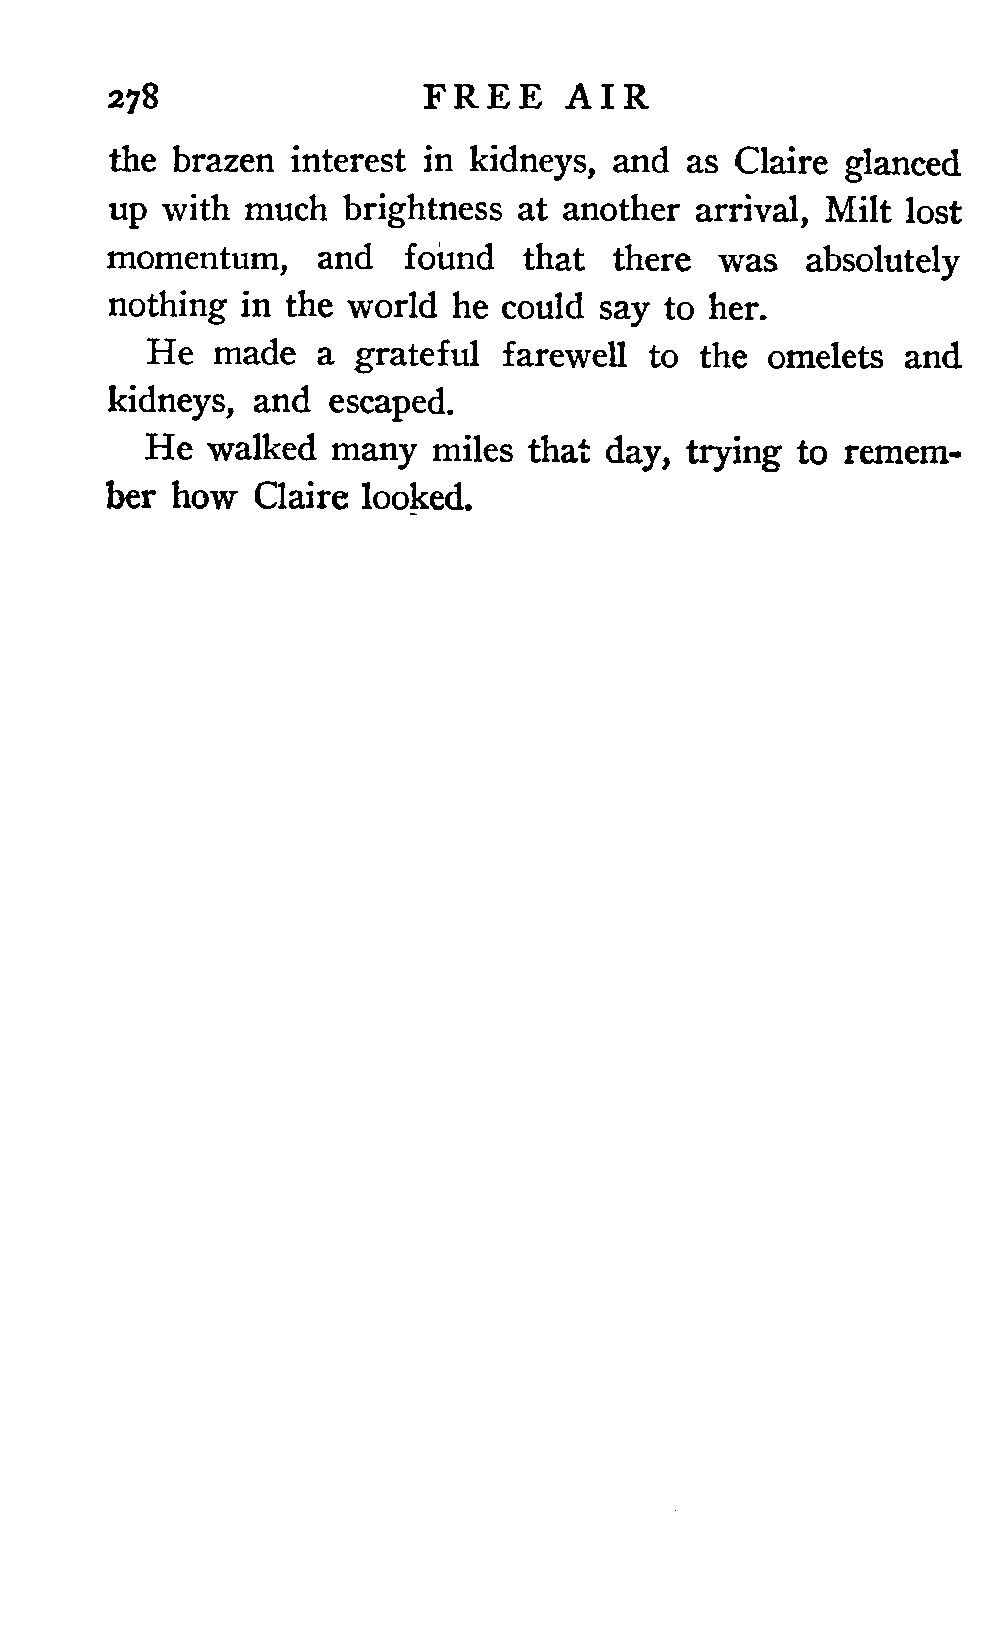 278 FREE AIR
the brazen interest in kidneys, and as Claire glanced
up with much brightness at another arrival, Milt lost
momentum, and found that there was absolutely
nothing in the world he could say to her.
He made a grateful farewell to the omelets and
kidneys, and escaped.
He walked many miles that day, trying to remem-
ber how Claire looked.